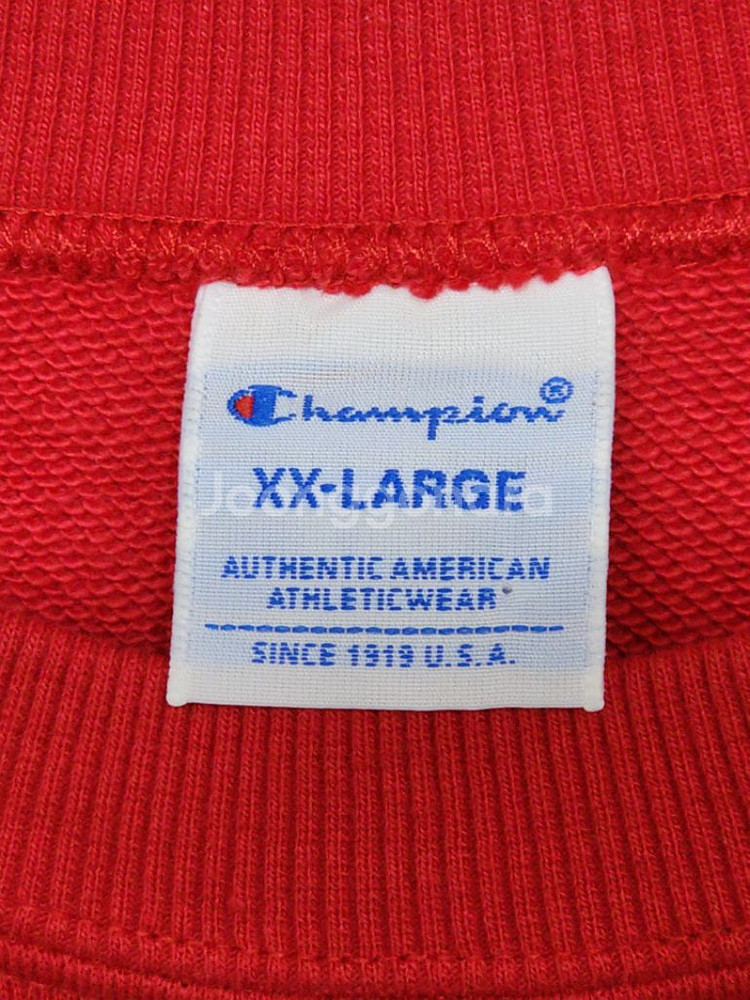 Champion®
XX-LARGE
AUTHENTIC AMERICAN
ATHLETICWEAR
SINCE 1919 U.S.A.